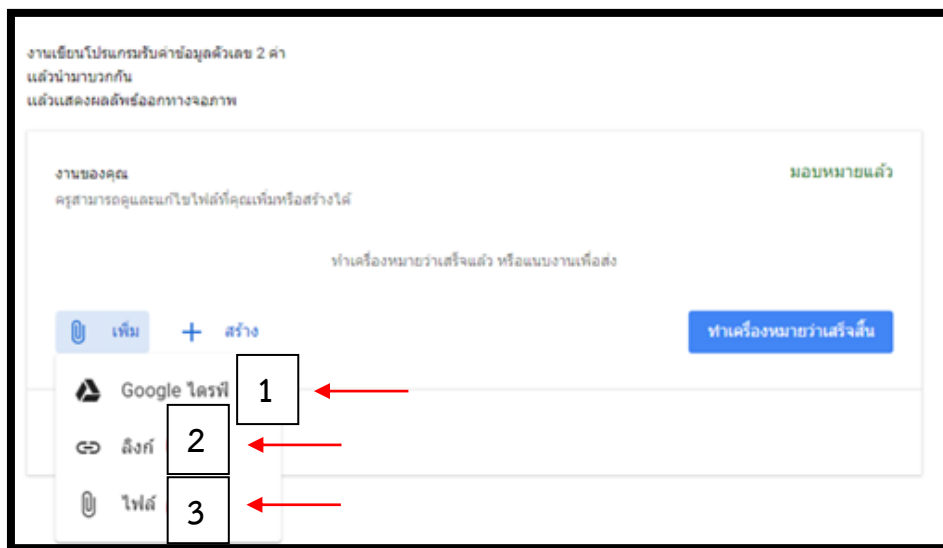 งานเขียนโปรแกรมรับค่าข้อมูลตัวเลข 2 ค่า
แล้วนำมาบวกกัน
แล้วแสดงผลลัพธ์ออกทางจอภาพ
งานของคุณ
มอบหมายแล้ว
ครูสามารถดูและแก้ไขไฟล์ที่คุณเพิ่มหรือสร้างได้
ทำเครื่องหมายว่าเสร็จแล้ว หรือแนบงานเพื่อส่ง
เพิ่ม
สร้าง
ทำเครื่องหมายว่าเสร็จสิ้น
Google ไดรฟ์ 1
ลิงก์ 2
ไฟล์ 3